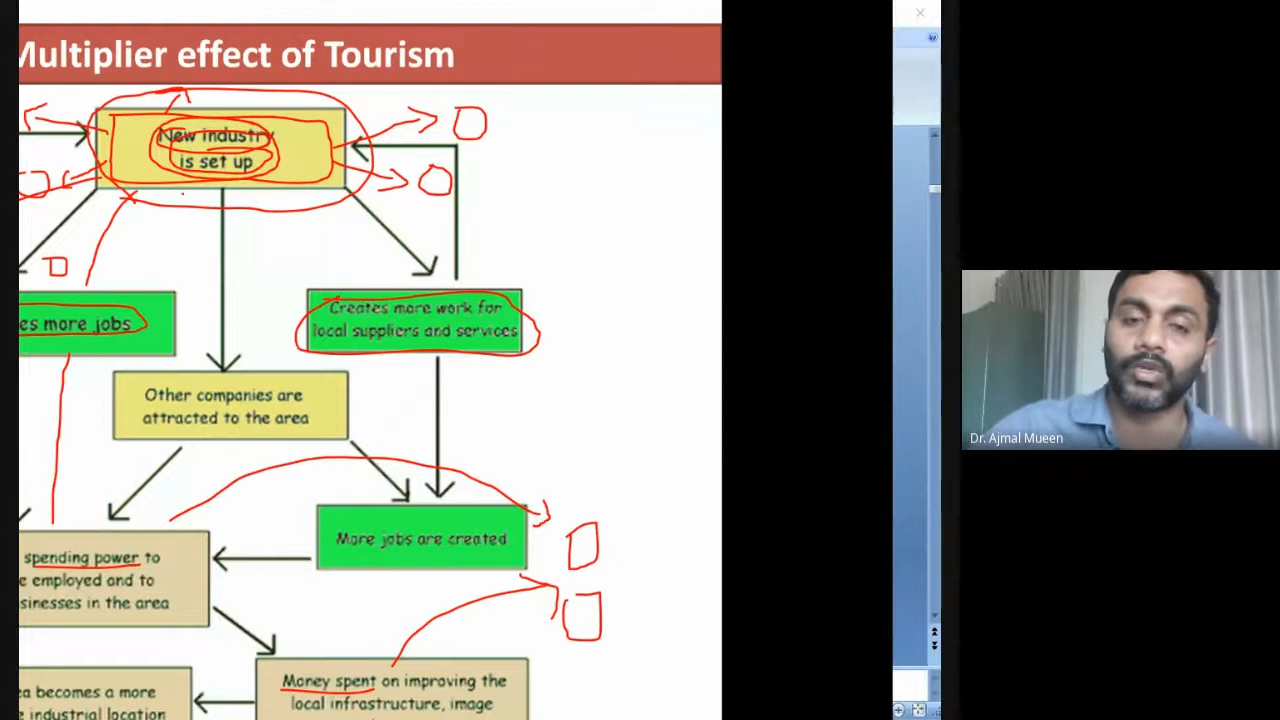 Multiplier effect of Tourism
New industry
is set up
es more jobs
Creates more work for
local suppliers and services
Other companies are
attracted to the area
spending power to
e employed and to
sinesses in the area
More jobs are created
Money spent on improving the
local infrastructure, image
ea becomes a more
e industrial location
Dr. Ajmal Mueen